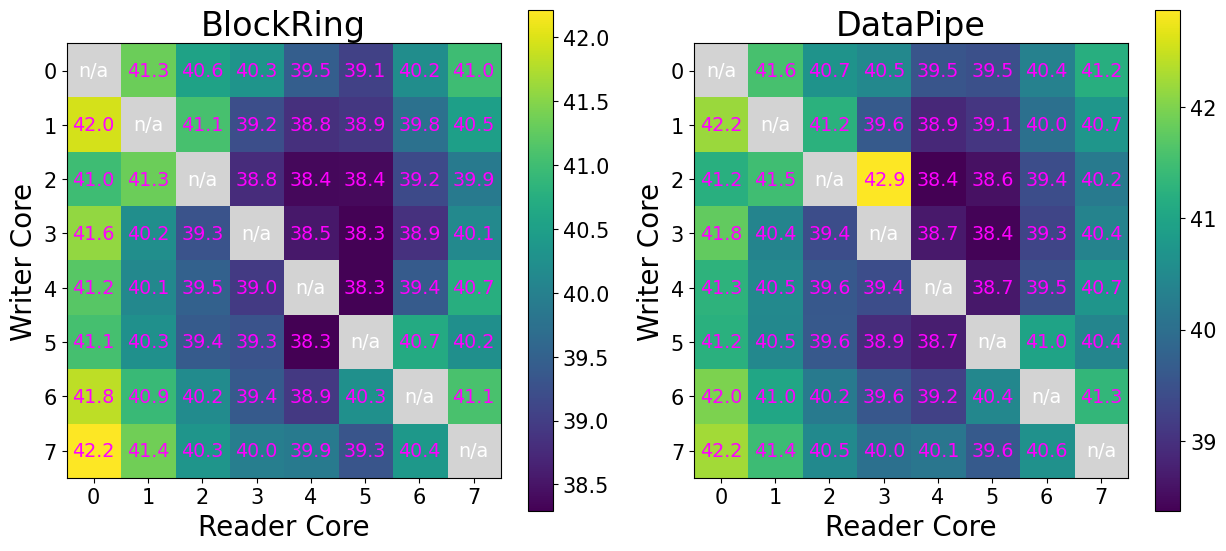 BlockRing
0 n/a 41.3 40.6 40.3 39.5 39.1 40.2 41.0
1 42.0 n/a 41.1 39.2 38.8 38.9 39.8 40.5
2 41.0 41.3 n/a 38.8 38.4 38.4 39.2 39.9
3 41.6 40.2 39.3 n/a 38.5 38.3 38.9 40.1
4 41.2 40.1 39.5 39.0 n/a 38.3 39.4 40.7
5 41.1 40.3 39.4 39.3 38.3 n/a 40.7 40.2
6 41.8 40.9 40.2 39.4 38.9 40.3 n/a 41.1
7 42.2 41.4 40.3 40.0 39.9 39.3 40.4 n/a
0 1 2 3 4 5 6 7
Reader Core
Writer Core
42.0
41.5
41.0
40.5
40.0
39.5
39.0
38.5
DataPipe
0 n/a 41.6 40.7 40.5 39.5 39.5 40.4 41.2
1 42.2 n/a 41.2 39.6 38.9 39.1 40.0 40.7
2 41.2 41.5 n/a 42.9 38.4 38.6 39.4 40.2
3 41.8 40.4 39.4 n/a 38.7 38.4 39.3 40.4
4 41.3 40.5 39.6 39.4 n/a 38.7 39.5 40.7
5 41.2 40.5 39.6 38.9 38.7 n/a 41.0 40.4
6 42.0 41.0 40.2 39.6 39.2 40.4 n/a 41.3
7 42.2 41.4 40.5 40.0 40.1 39.6 40.6 n/a
0 1 2 3 4 5 6 7
Reader Core
Writer Core
42
41
40
39